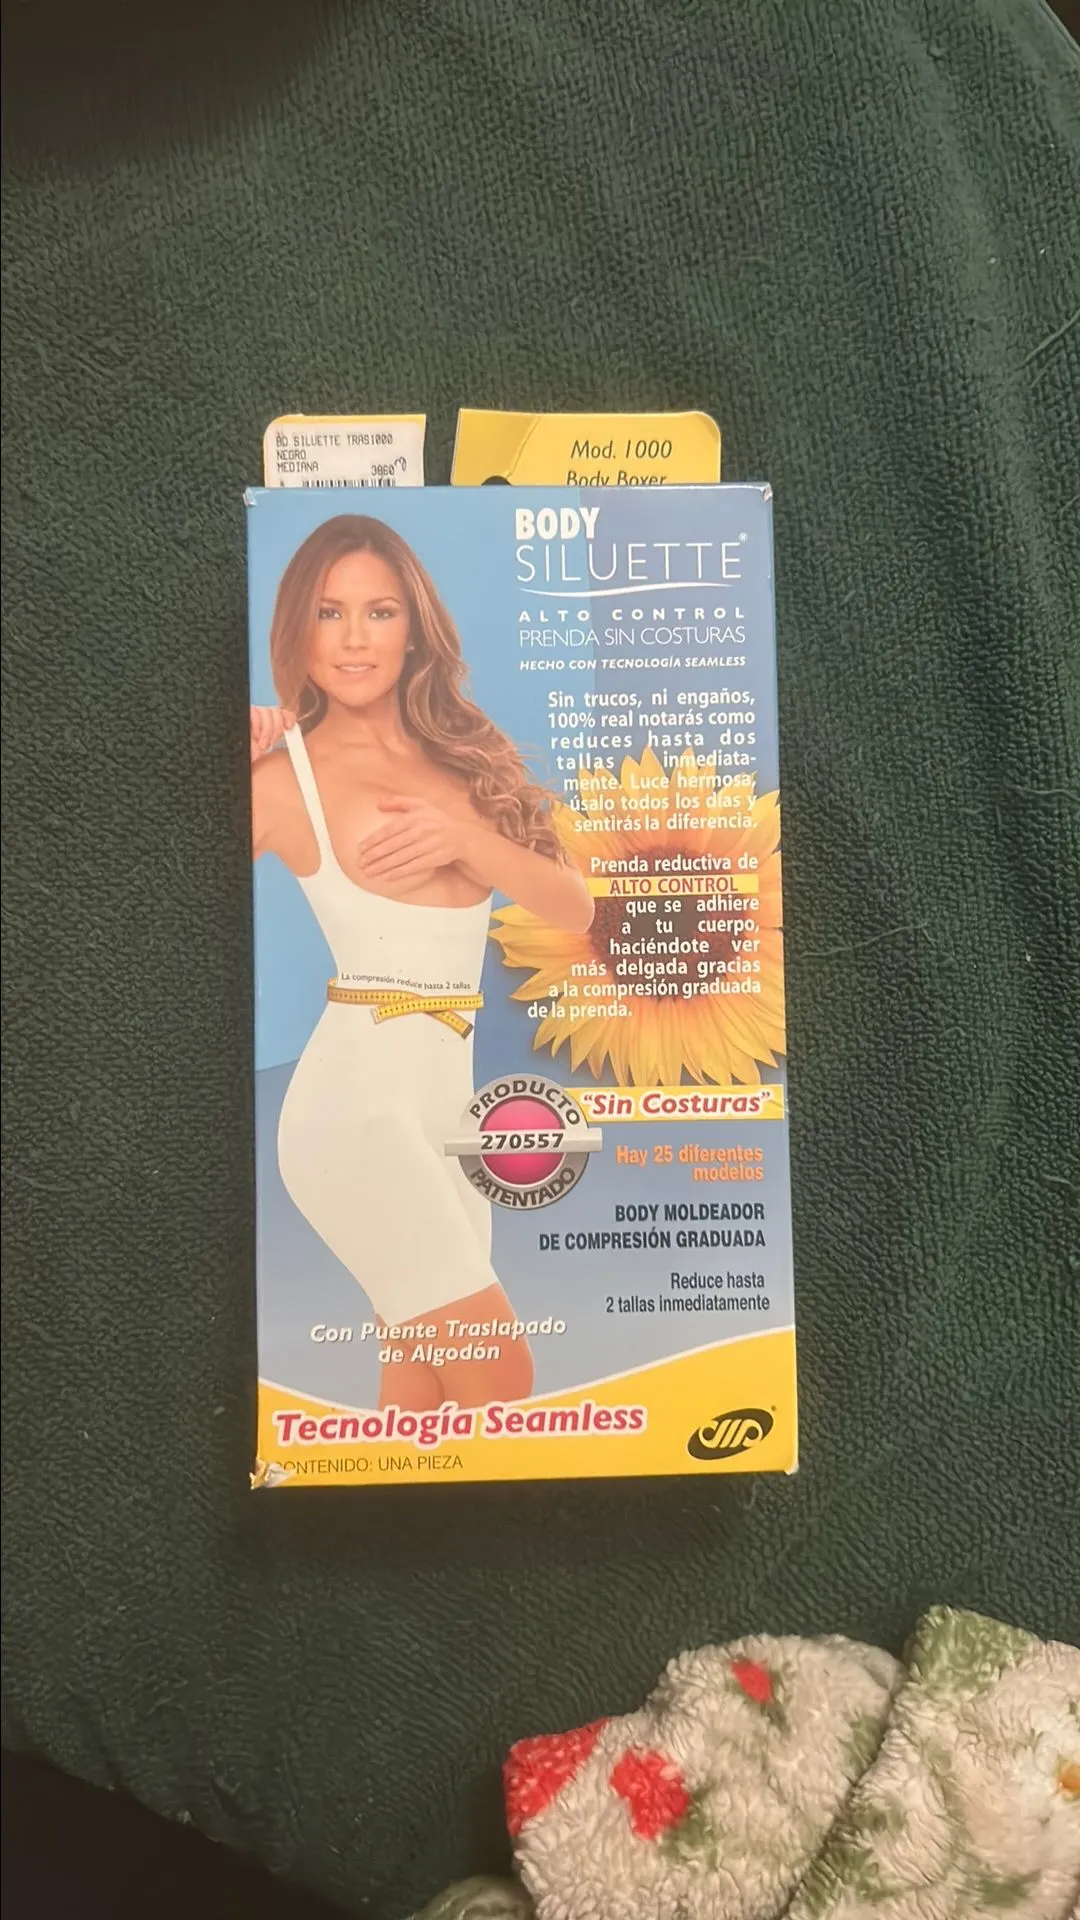 BD SILUETTE TRAS1000
NEGRO
MEDIANA 3860
Mod. 1000
Body Boxer
BODY
SILUETTE®
ALTO CONTROL
PRENDA SIN COSTURAS
HECHO CON TECNOLOGÍA SEAMLESS
Sin trucos, ni engaños,
100% real notarás como
reduces hasta dos
tallas inmediata-
mente. Luce hermosa,
úsalo todos los días y
sentirás la diferencia.
Prenda reductiva de
ALTO CONTROL
que se adhiere
a tu cuerpo,
haciéndote ver
más delgada gracias
a la compresión graduada
de la prenda.
La compresión reduce hasta 2 tallas
PRODUCTO
270557
PATENTADO
"Sin Costuras"
Hay 25 diferentes
modelos
BODY MOLDEADOR
DE COMPRESIÓN GRADUADA
Reduce hasta
2 tallas inmediatamente
Con Puente Traslapado
de Algodón
Tecnología Seamless
CONTENIDO: UNA PIEZA